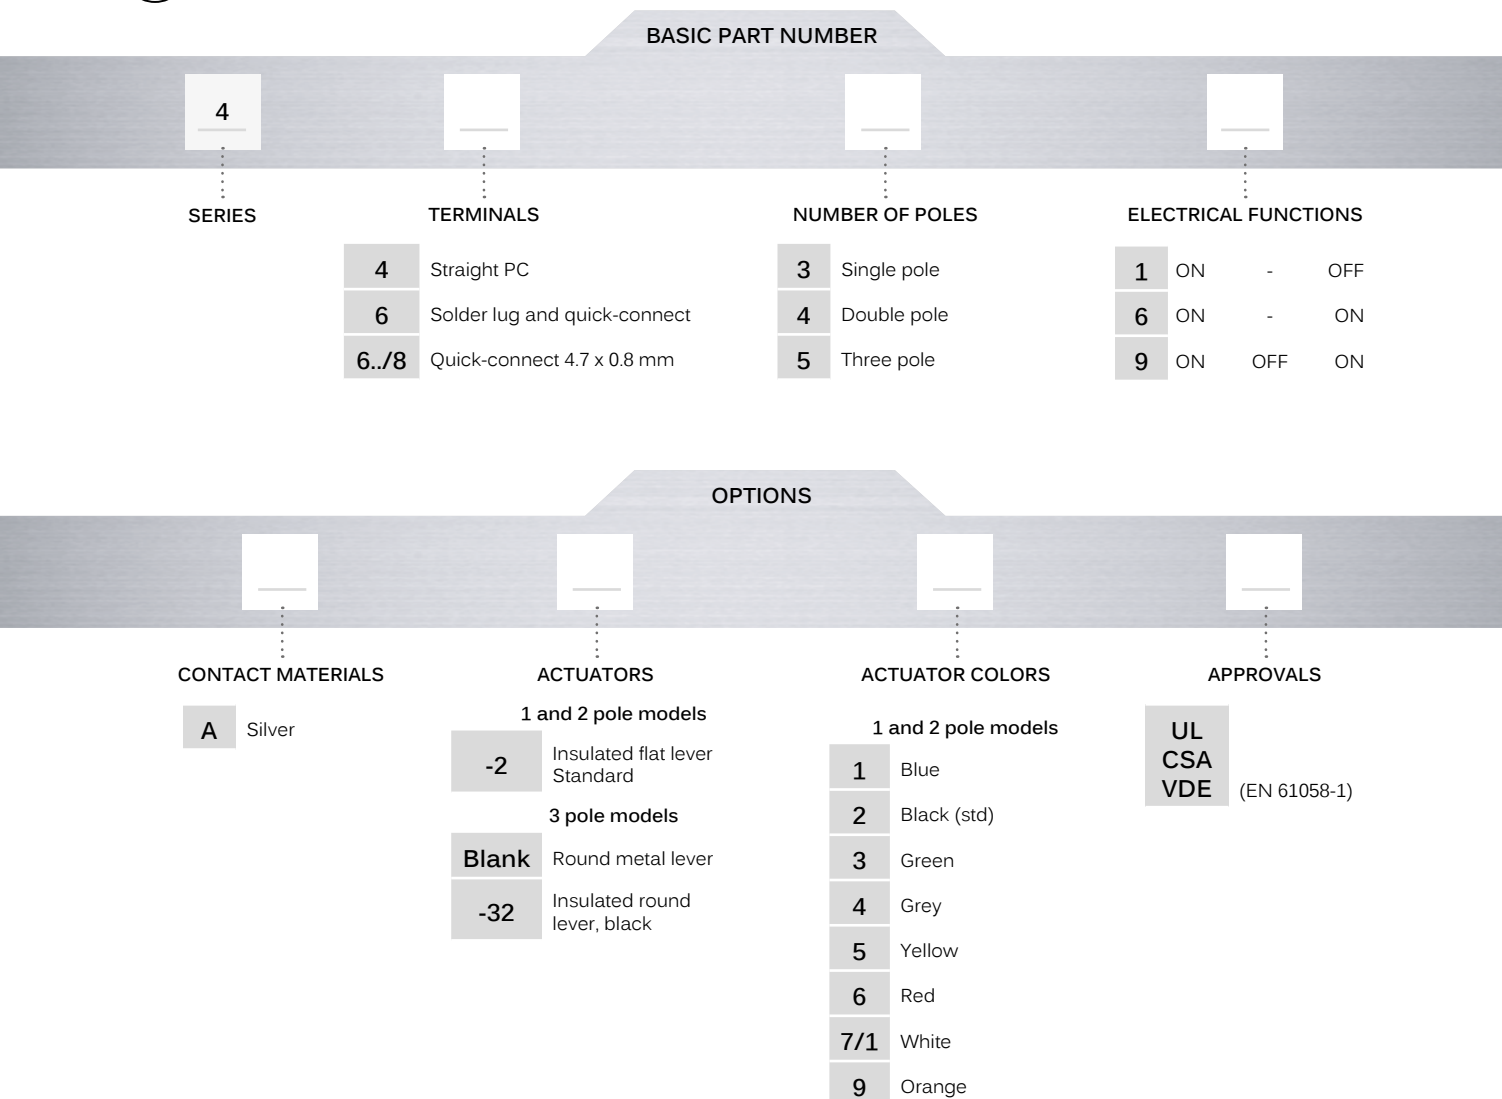 BASIC PART NUMBER
4
SERIES
TERMINALS
4 Straight PC
6 Solder lug and quick-connect
6../8 Quick-connect 4.7 x 0.8 mm
NUMBER OF POLES
3 Single pole
4 Double pole
5 Three pole
ELECTRICAL FUNCTIONS
1 ON - OFF
6 ON - ON
9 ON OFF ON
OPTIONS
CONTACT MATERIALS
A Silver
ACTUATORS
1 and 2 pole models
-2 Insulated flat lever
Standard
3 pole models
Blank Round metal lever
-32 Insulated round
lever, black
ACTUATOR COLORS
1 and 2 pole models
1 Blue
2 Black (std)
3 Green
4 Grey
5 Yellow
6 Red
7/1 White
9 Orange
APPROVALS
UL
CSA
VDE (EN 61058-1)